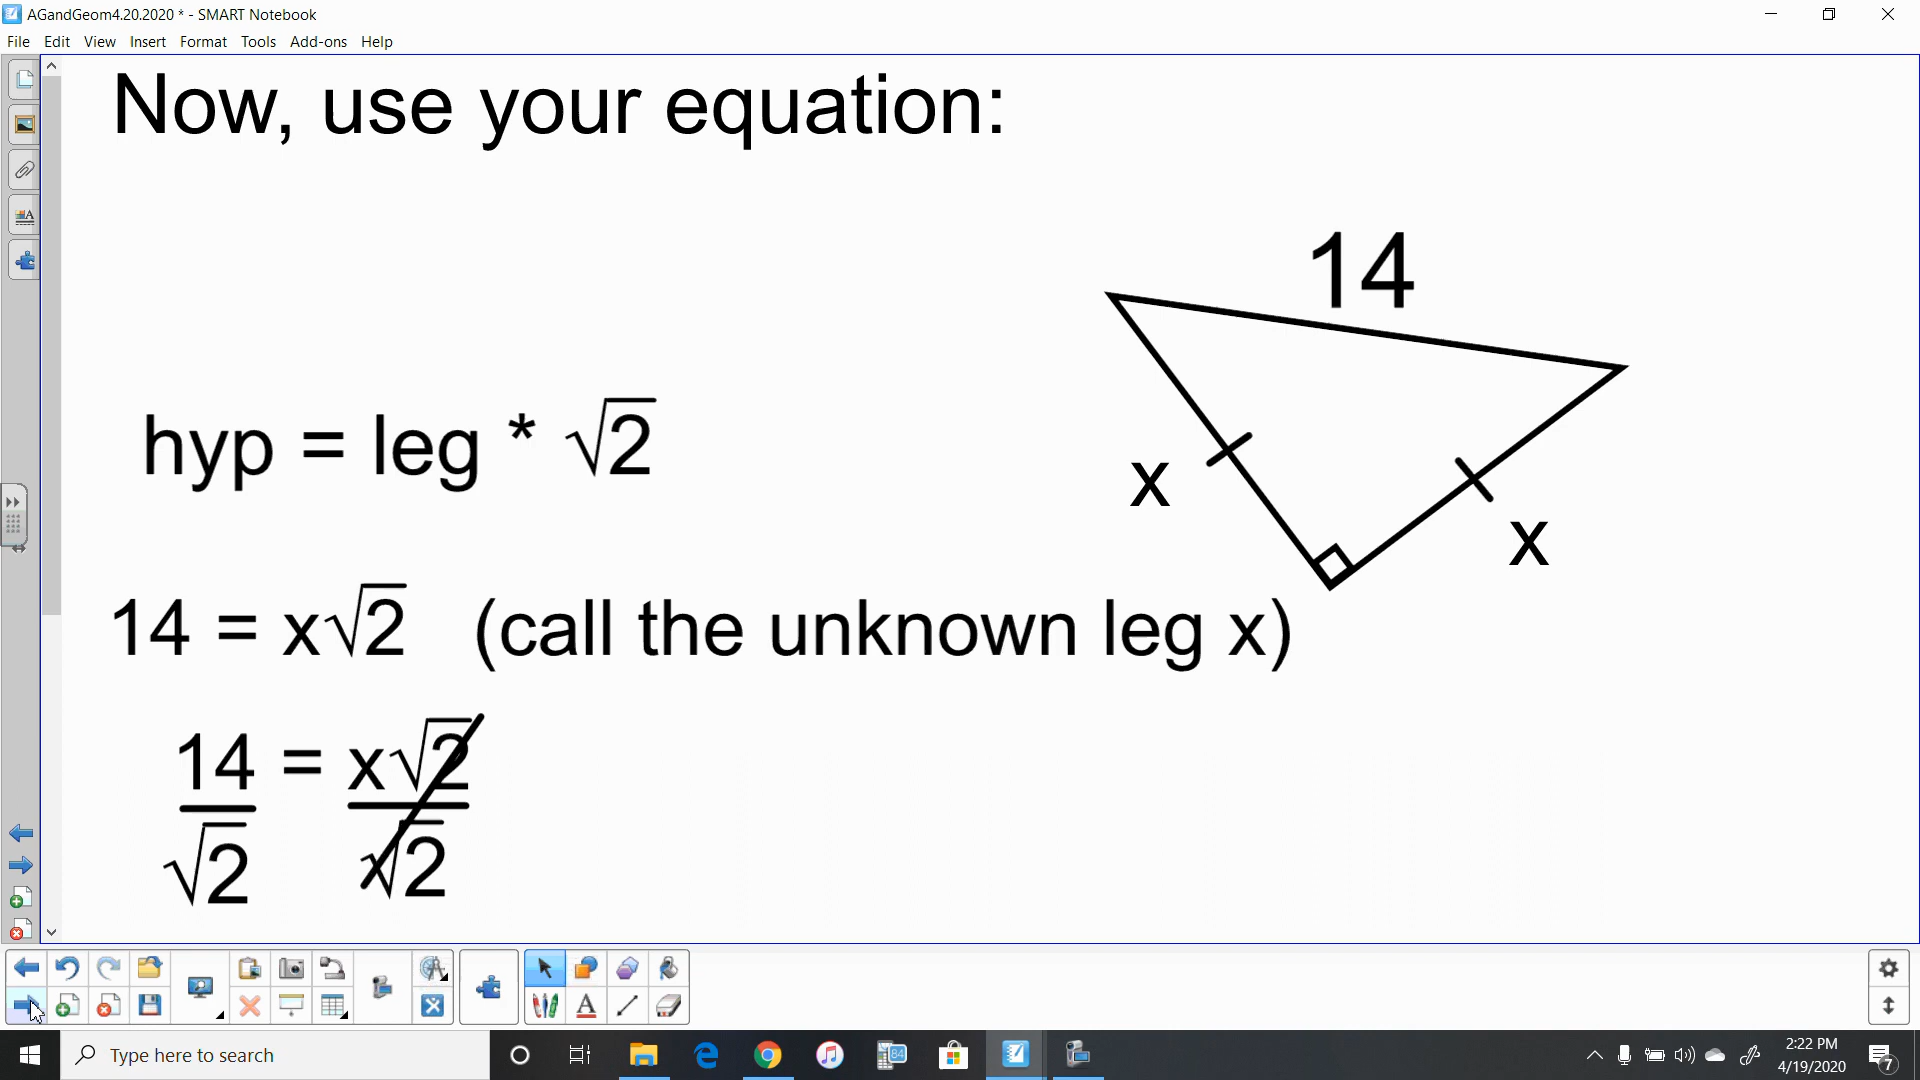 AGandGeom4.20.2020 * - SMART Notebook
File Edit View Insert Format Tools Add-ons Help
Now, use your equation:
14
hyp = leg * √2
x
x
14 = x√2 (call the unknown leg x)
14 = x√2
√2 √2
Type here to search
84
2:22 PM
4/19/2020
7